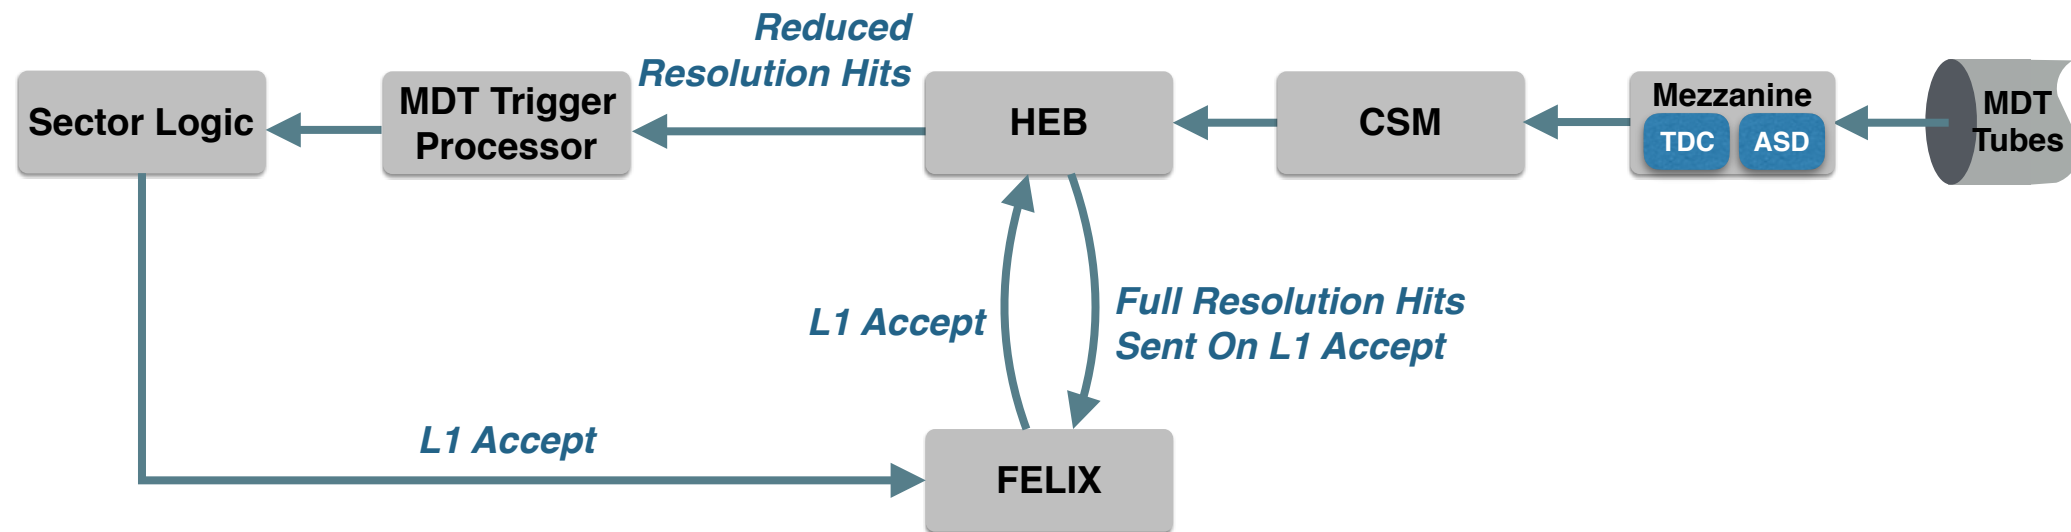 Reduced
Resolution Hits
Sector Logic
MDT Trigger
Processor
HEB
CSM
Mezzanine
TDC
ASD
MDT
Tubes
L1 Accept
Full Resolution Hits
Sent On L1 Accept
L1 Accept
FELIX